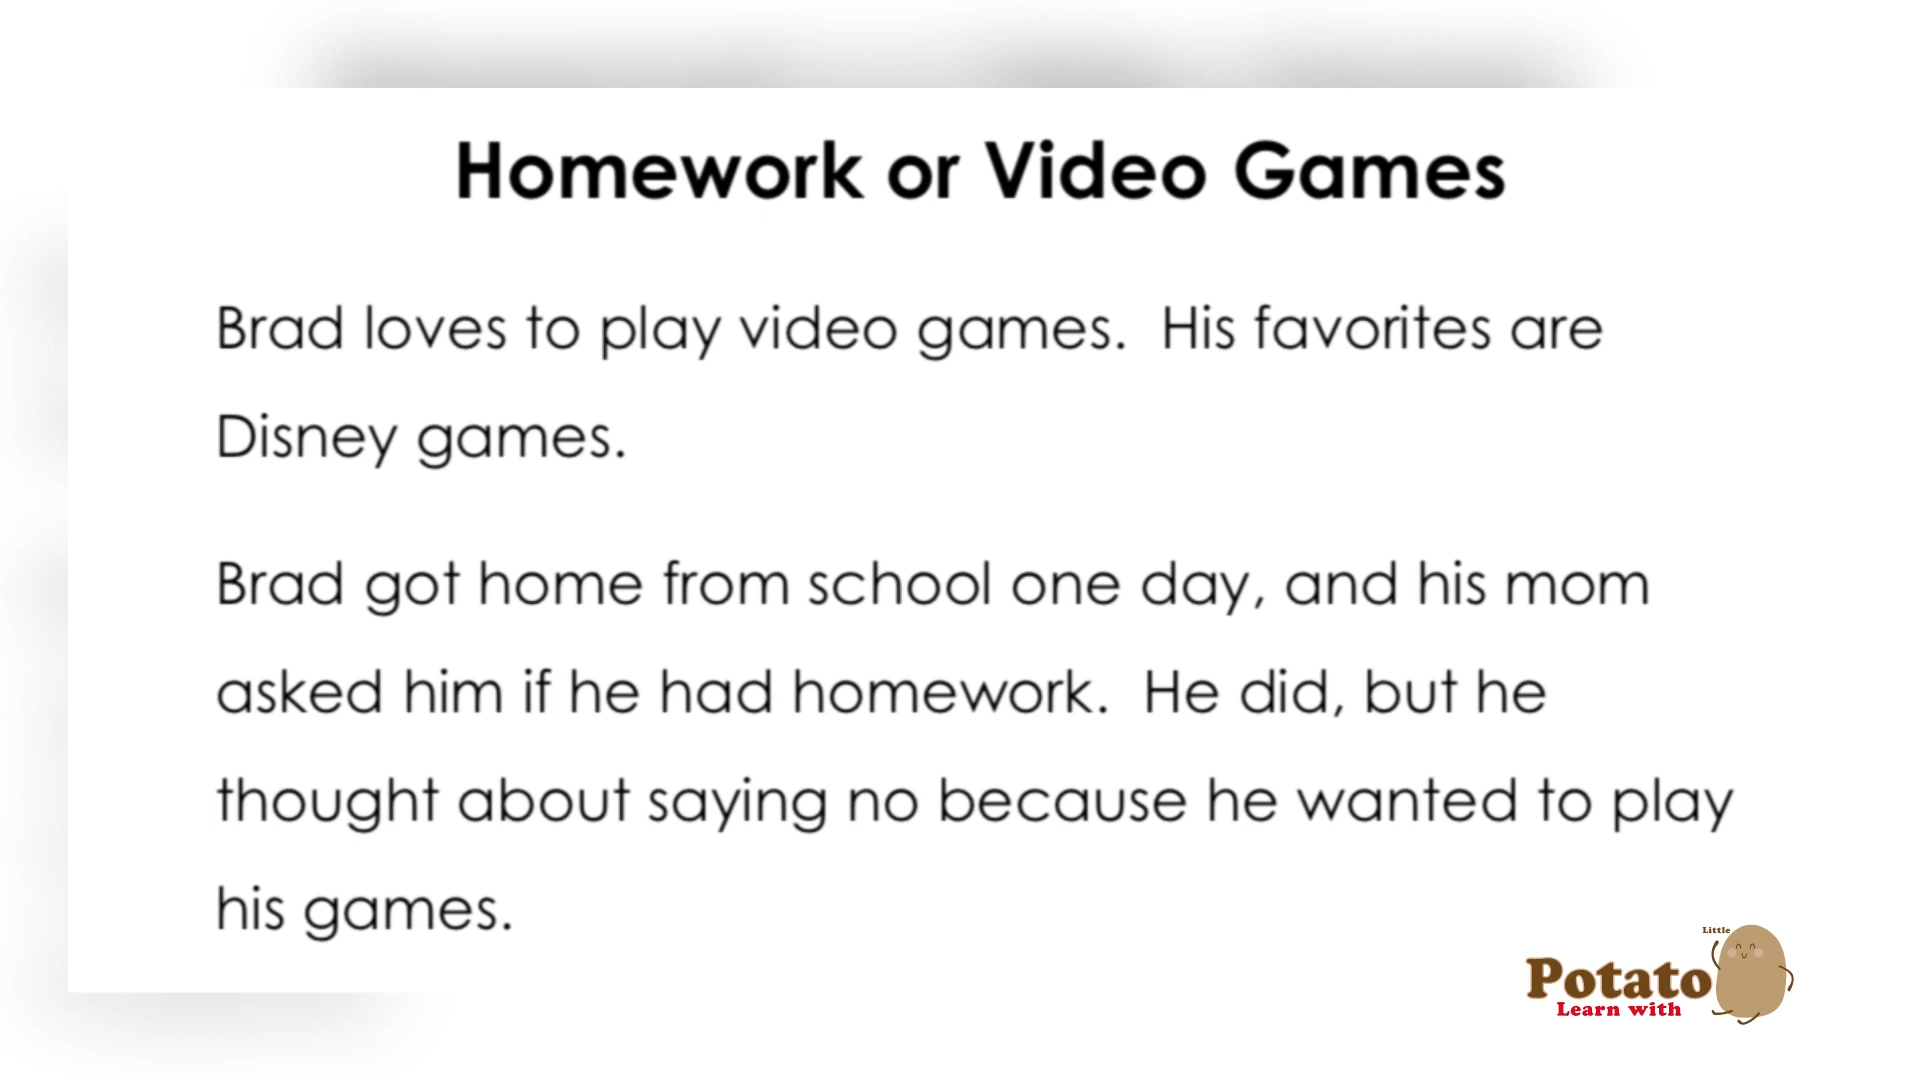 Homework or Video Games
Brad loves to play video games.  His favorites are
Disney games.
Brad got home from school one day, and his mom
asked him if he had homework.  He did, but he
thought about saying no because he wanted to play
his games.
Little
Potato
Learn with